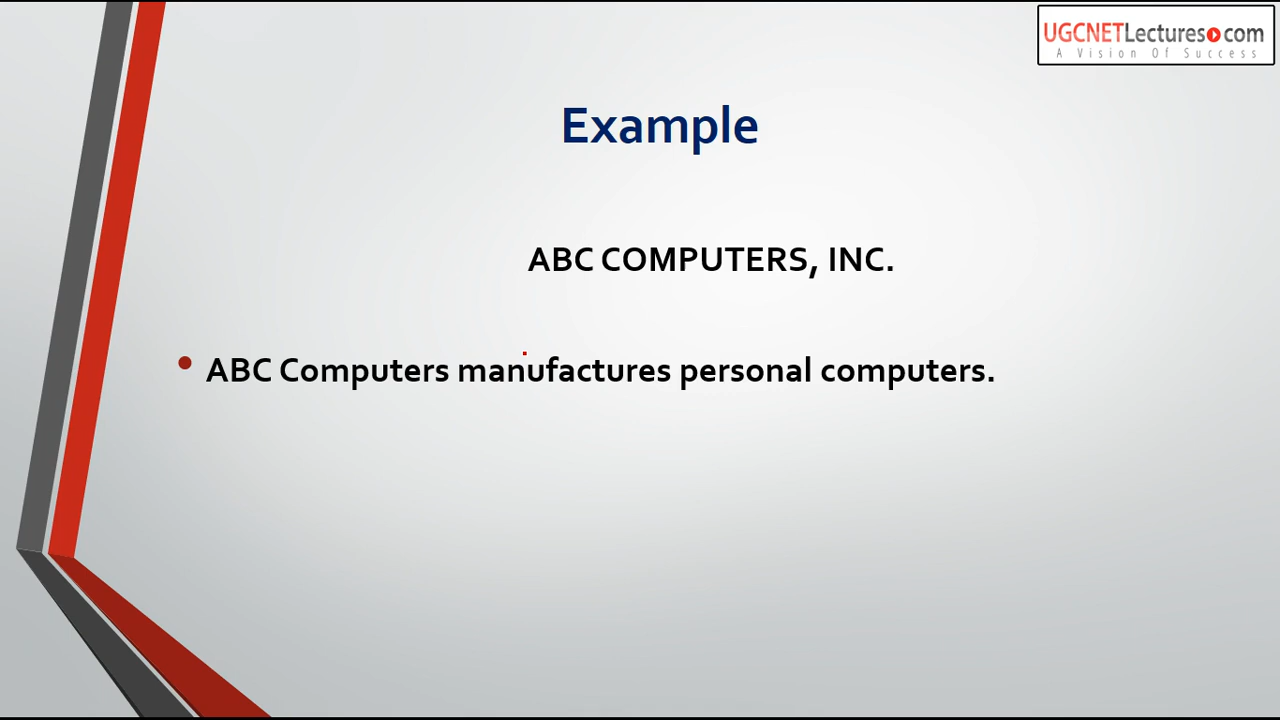 UGCNETLectures.com
A Vision Of Success
Example
ABC COMPUTERS, INC.
• ABC Computers manufactures personal computers.